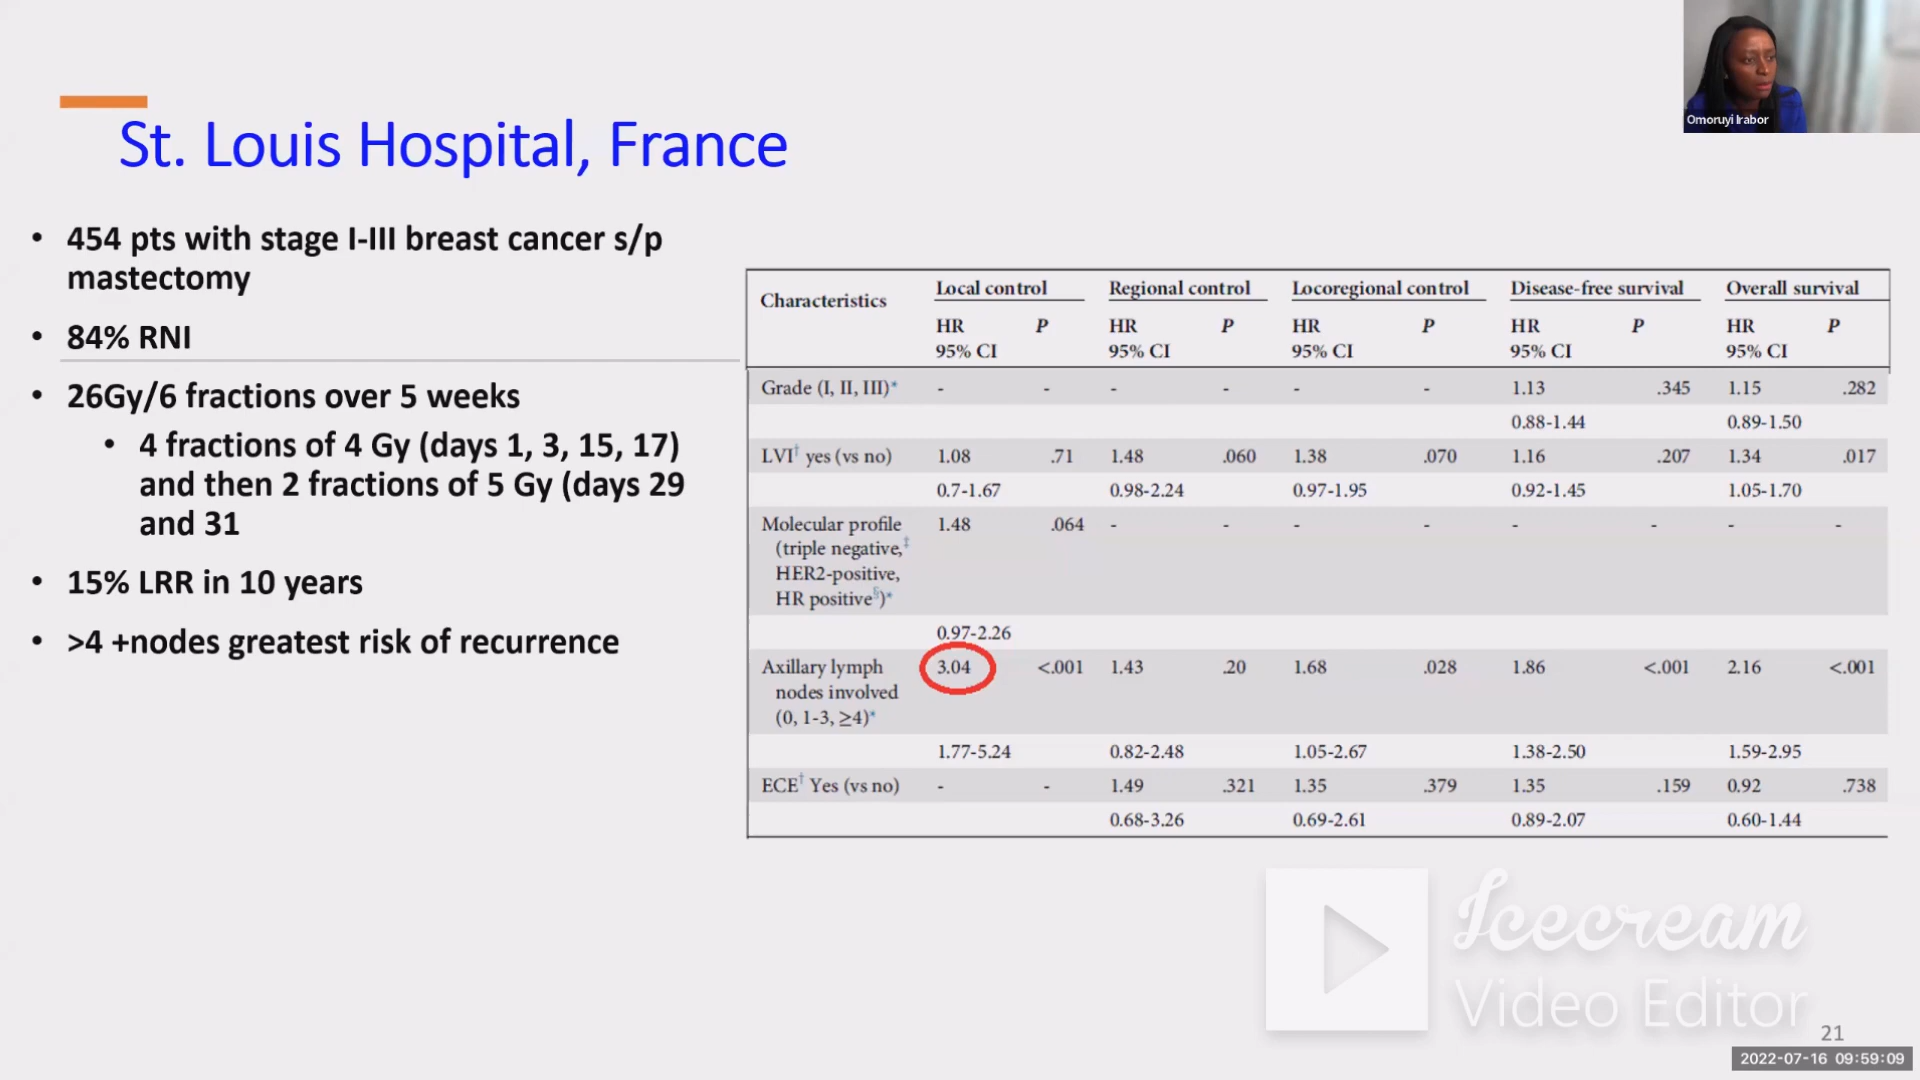 Omoruyi Irabor
St. Louis Hospital, France
• 454 pts with stage I-III breast cancer s/p
mastectomy
• 84% RNI
• 26Gy/6 fractions over 5 weeks
• 4 fractions of 4 Gy (days 1, 3, 15, 17)
and then 2 fractions of 5 Gy (days 29
and 31
• 15% LRR in 10 years
• >4 +nodes greatest risk of recurrence
Characteristics Local control Regional control Locoregional control Disease-free survival Overall survival
HR P HR P HR P HR P HR P
95% CI 95% CI 95% CI 95% CI 95% CI
Grade (I, II, III)* - - - - - - 1.13 .345 1.15 .282
0.88-1.44 0.89-1.50
LVI† yes (vs no) 1.08 .71 1.48 .060 1.38 .070 1.16 .207 1.34 .017
0.7-1.67 0.98-2.24 0.97-1.95 0.92-1.45 1.05-1.70
Molecular profile 1.48 .064 - - - - - - - -
(triple negative,‡
HER2-positive,
HR positive§)*
0.97-2.26
Axillary lymph 3.04 <.001 1.43 .20 1.68 .028 1.86 <.001 2.16 <.001
nodes involved
(0, 1-3, ≥4)*
1.77-5.24 0.82-2.48 1.05-2.67 1.38-2.50 1.59-2.95
ECE† Yes (vs no) - - 1.49 .321 1.35 .379 1.35 .159 0.92 .738
0.68-3.26 0.69-2.61 0.89-2.07 0.60-1.44
Icecream
Video Editor
21
2022-07-16 09:59:09